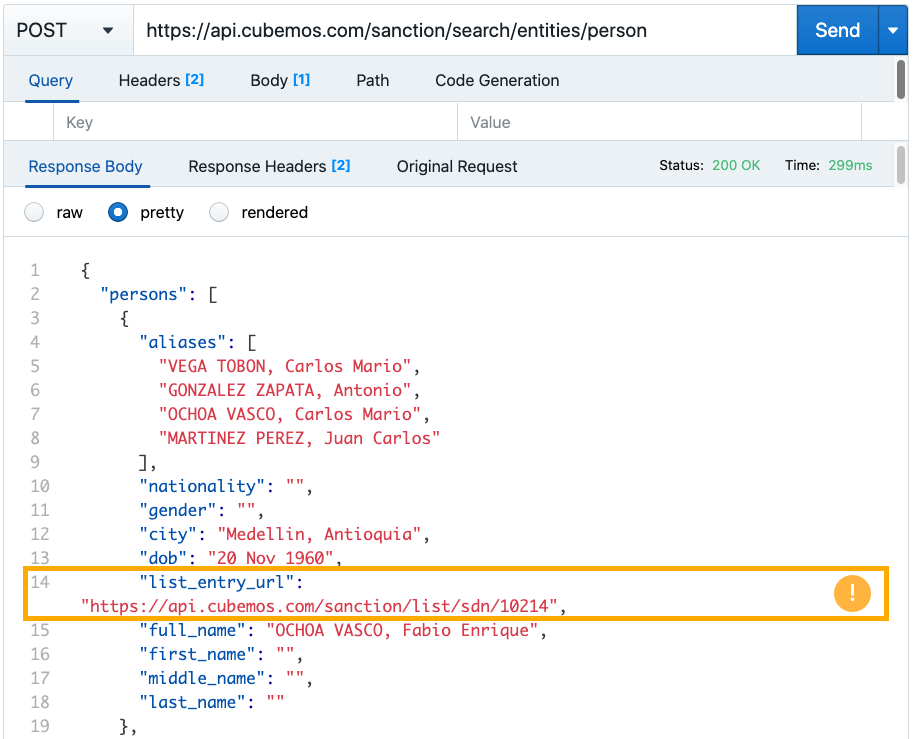 POST https://api.cubemos.com/sanction/search/entities/person Send
Query Headers [2] Body [1] Path Code Generation
Key Value
Response Body Response Headers [2] Original Request Status: 200 OK Time: 299ms
raw pretty rendered
1 {
2 "persons": [
3 {
4 "aliases": [
5 "VEGA TOBON, Carlos Mario",
6 "GONZALEZ ZAPATA, Antonio",
7 "OCHOA VASCO, Carlos Mario",
8 "MARTINEZ PEREZ, Juan Carlos"
9 ],
10 "nationality": "",
11 "gender": "",
12 "city": "Medellin, Antioquia",
13 "dob": "20 Nov 1960",
14 "list_entry_url":
"https://api.cubemos.com/sanction/list/sdn/10214",
!
15 "full_name": "OCHOA VASCO, Fabio Enrique",
16 "first_name": "",
17 "middle_name": "",
18 "last_name": ""
19 },